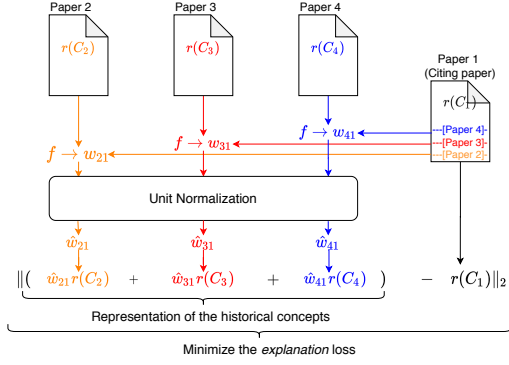 Paper 2 Paper 3 Paper 4
r(C₂) r(C₃) r(C₄)
Paper 1
(Citing paper)
r(C₁)
f → w₄₁ ---[Paper 4]-
f → w₃₁ ---[Paper 3]-
f → w₂₁ ---[Paper 2]-
Unit Normalization
ŵ₂₁ ŵ₃₁ ŵ₄₁
‖( ŵ₂₁r(C₂) + ŵ₃₁r(C₃) + ŵ₄₁r(C₄) ) − r(C₁)‖₂
Representation of the historical concepts
Minimize the explanation loss